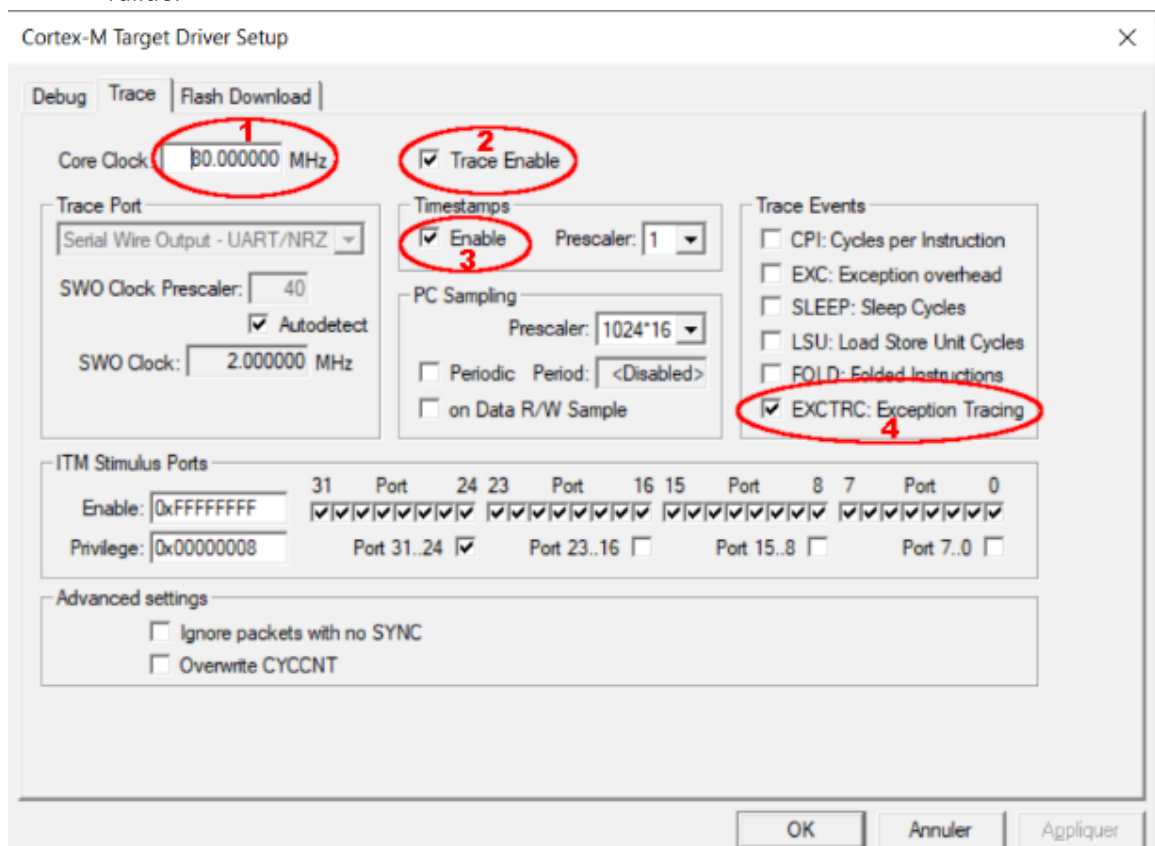 Cortex-M Target Driver Setup
Debug Trace Flash Download
1
2
Core Clock: 80.000000 MHz
Trace Enable
Trace Port
Timestamps
Trace Events
Serial Wire Output - UART/NRZ
Enable Prescaler: 1
3
CPI: Cycles per Instruction
EXC: Exception overhead
SWO Clock Prescaler: 40
PC Sampling
SLEEP: Sleep Cycles
Autodetect
Prescaler: 1024*16
LSU: Load Store Unit Cycles
SWO Clock: 2.000000 MHz
Periodic Period: <Disabled>
FOLD: Folded Instructions
on Data R/W Sample
EXCTRC: Exception Tracing
4
ITM Stimulus Ports
31 Port 24 23 Port 16 15 Port 8 7 Port 0
Enable: 0xFFFFFFFF
Privilege: 0x00000008 Port 31..24 Port 23..16 Port 15..8 Port 7..0
Advanced settings
Ignore packets with no SYNC
Overwrite CYCCNT
OK Annuler Appliquer